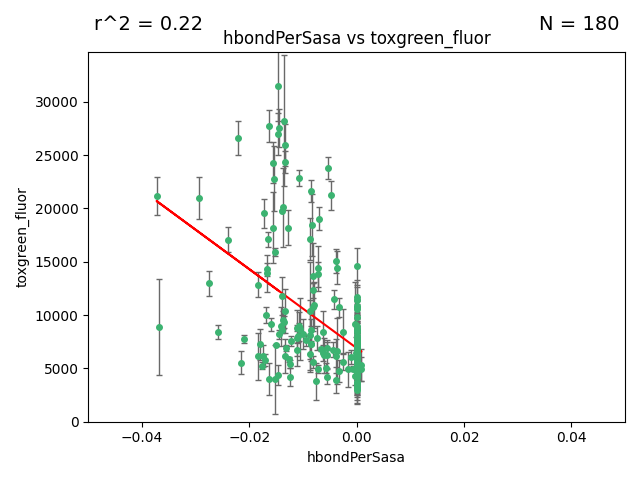 r^2 = 0.22
N = 180
hbondPerSasa vs toxgreen_fluor
30000
25000
20000
15000
10000
5000
0
toxgreen_fluor
−0.04
−0.02
0.00
0.02
0.04
hbondPerSasa